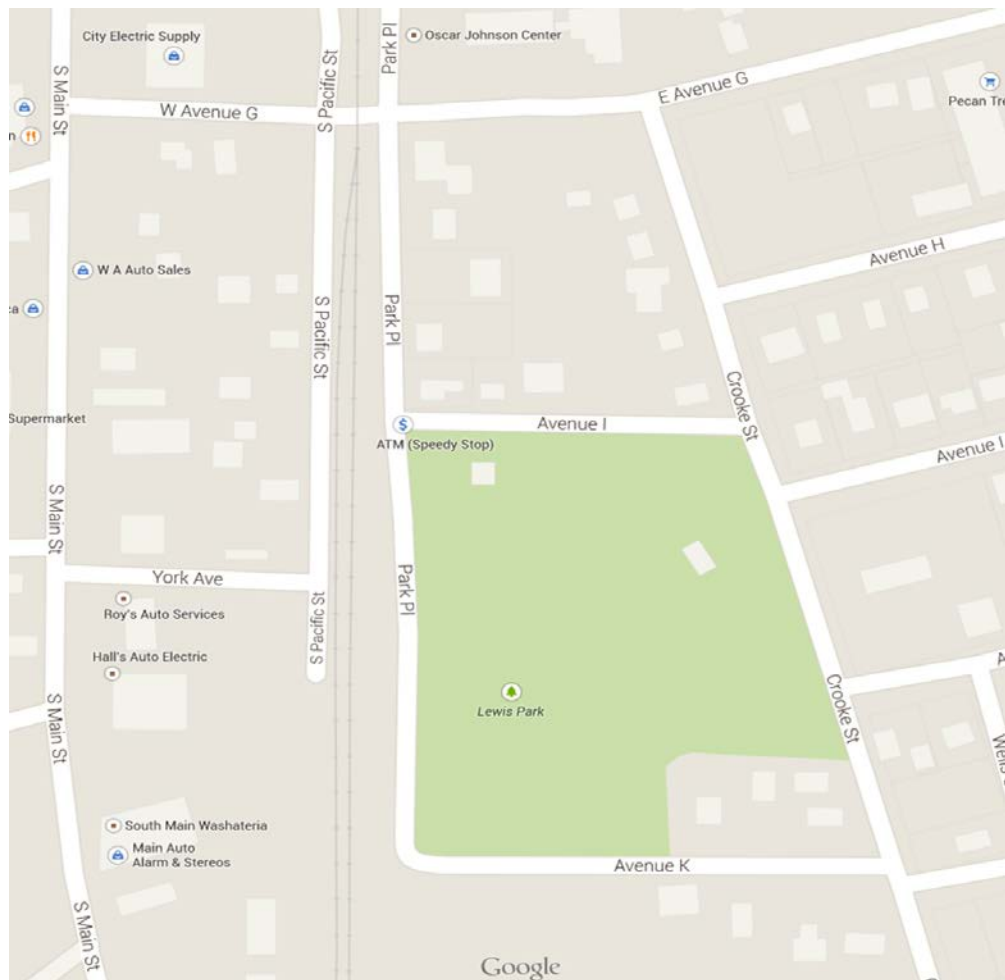 City Electric Supply
Oscar Johnson Center
Park Pl
S Pacific St
S Main St
W Avenue G
E Avenue G
Pecan Tre
n
Avenue H
W A Auto Sales
S Pacific St
Park Pl
ca
Crooke St
Supermarket
Avenue I
ATM (Speedy Stop)
Avenue I
S Main St
York Ave
Park Pl
S Pacific St
Roy's Auto Services
Hall's Auto Electric
A
Crooke St
Lewis Park
S Main St
Wells
South Main Washateria
Main Auto
Alarm & Stereos
Avenue K
S Main St
Google